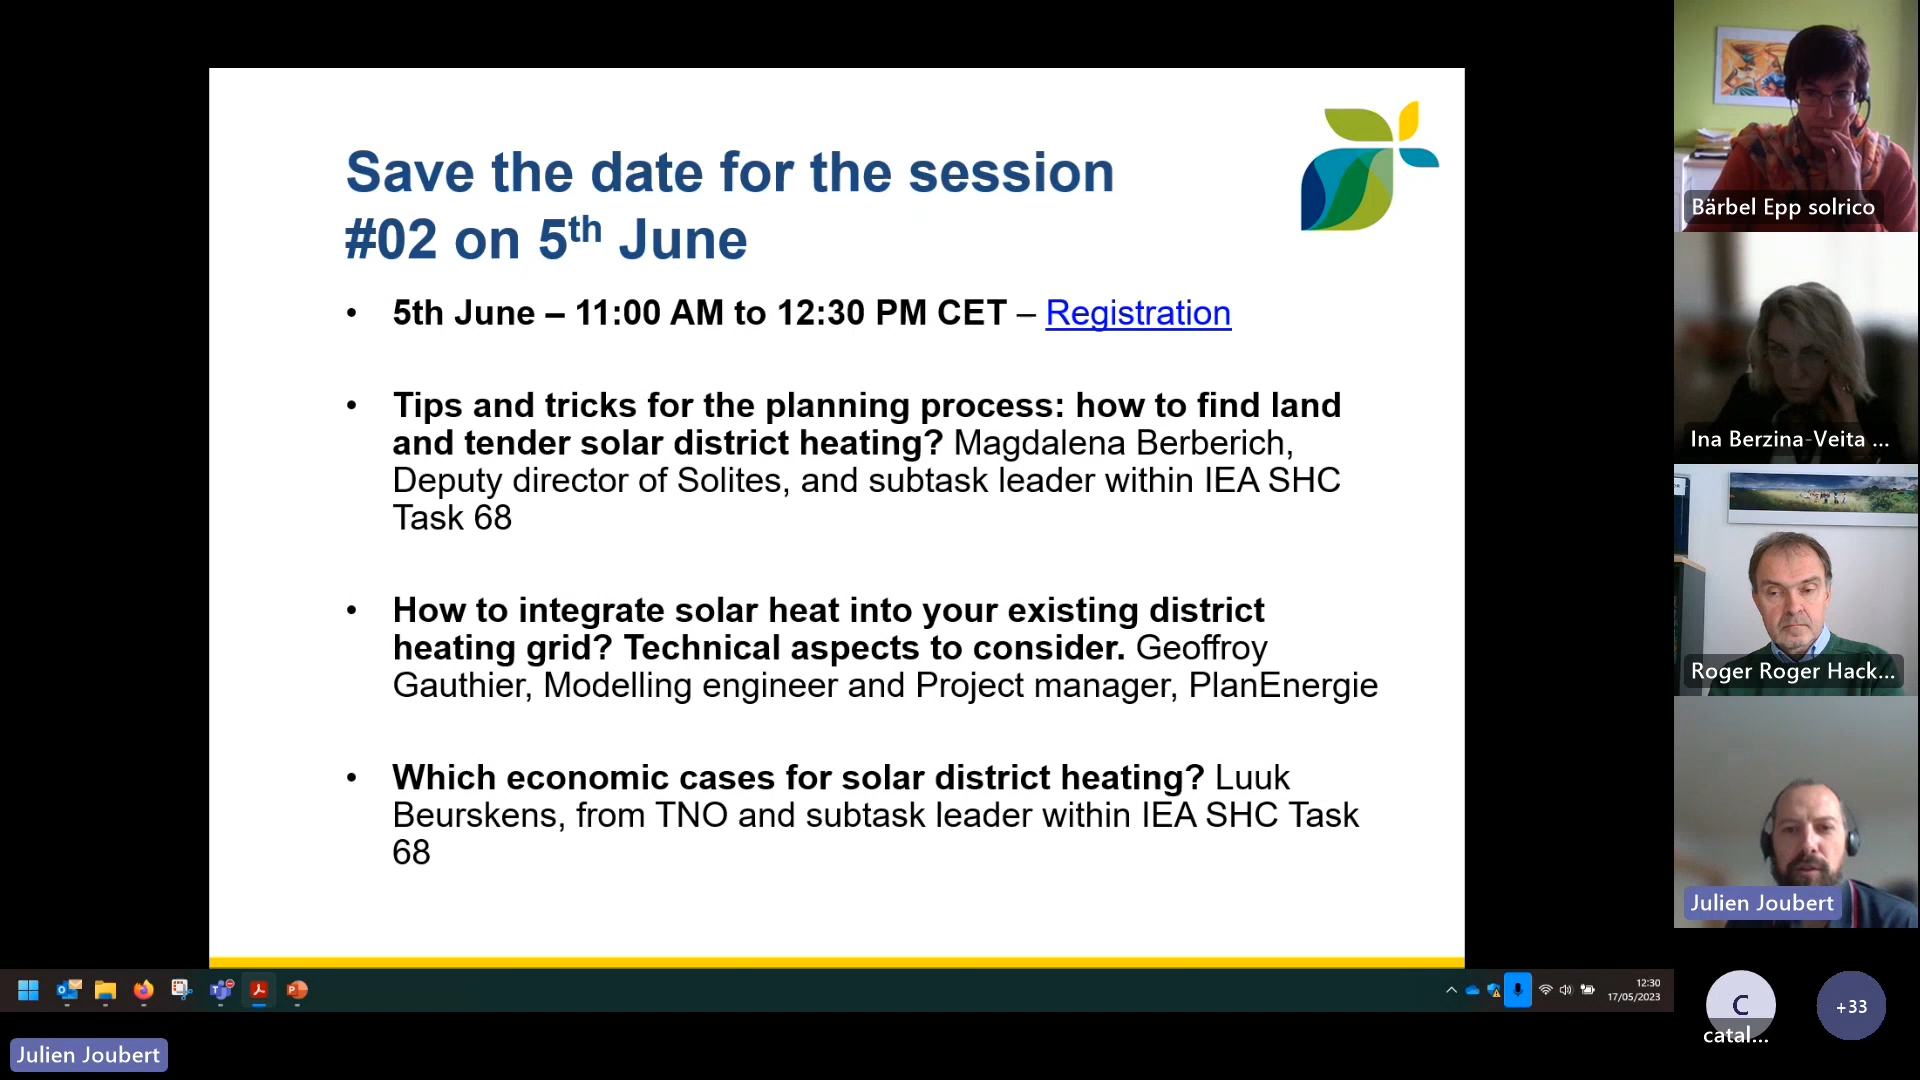 Save the date for the session
#02 on 5th June
• 5th June – 11:00 AM to 12:30 PM CET – Registration
• Tips and tricks for the planning process: how to find land
and tender solar district heating? Magdalena Berberich,
Deputy director of Solites, and subtask leader within IEA SHC
Task 68
• How to integrate solar heat into your existing district
heating grid? Technical aspects to consider. Geoffroy
Gauthier, Modelling engineer and Project manager, PlanEnergie
• Which economic cases for solar district heating? Luuk
Beurskens, from TNO and subtask leader within IEA SHC Task
68
Bärbel Epp solrico
Ina Berzina-Veita ...
Roger Roger Hack...
Julien Joubert
12:30
17/05/2023
C
catal...
+33
Julien Joubert